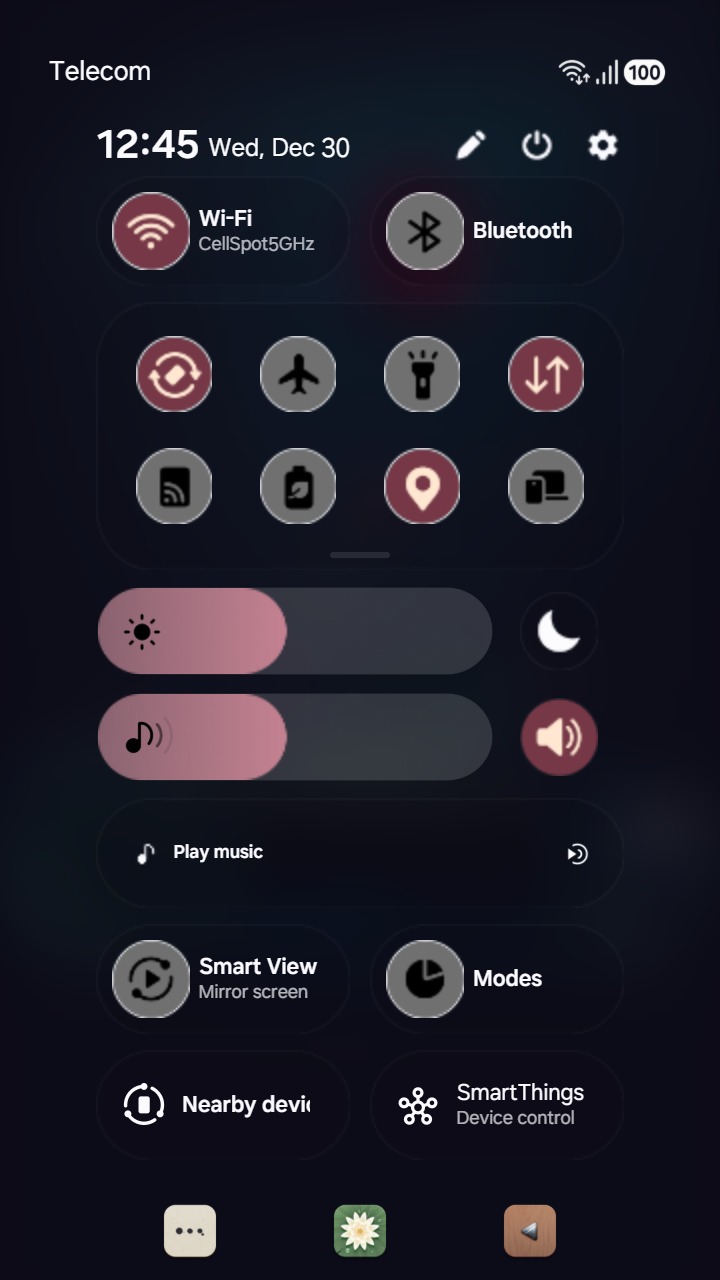 Telecom
100
12:45 Wed, Dec 30
Wi-Fi
CellSpot5GHz
Bluetooth
Play music
Smart View
Mirror screen
Modes
Nearby devi
SmartThings
Device control